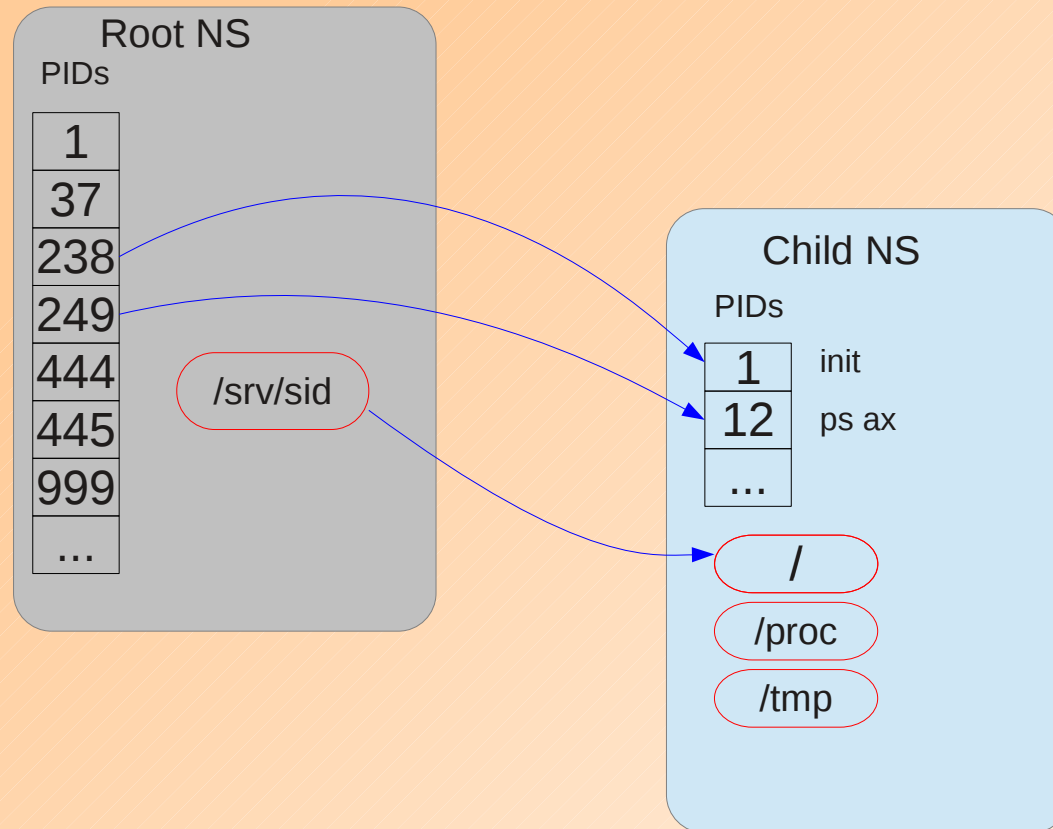 Root NS
PIDs
1
37
238
249
444
445
999
...
/srv/sid
Child NS
PIDs
1 init
12 ps ax
...
/
/proc
/tmp